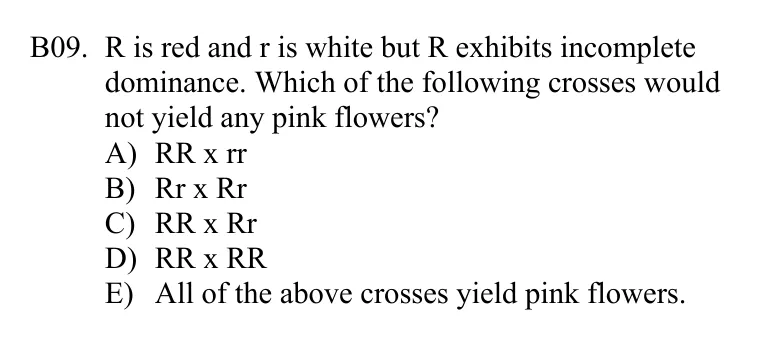 B09. R is red and r is white but R exhibits incomplete
dominance. Which of the following crosses would
not yield any pink flowers?
A) RR x rr
B) Rr x Rr
C) RR x Rr
D) RR x RR
E) All of the above crosses yield pink flowers.